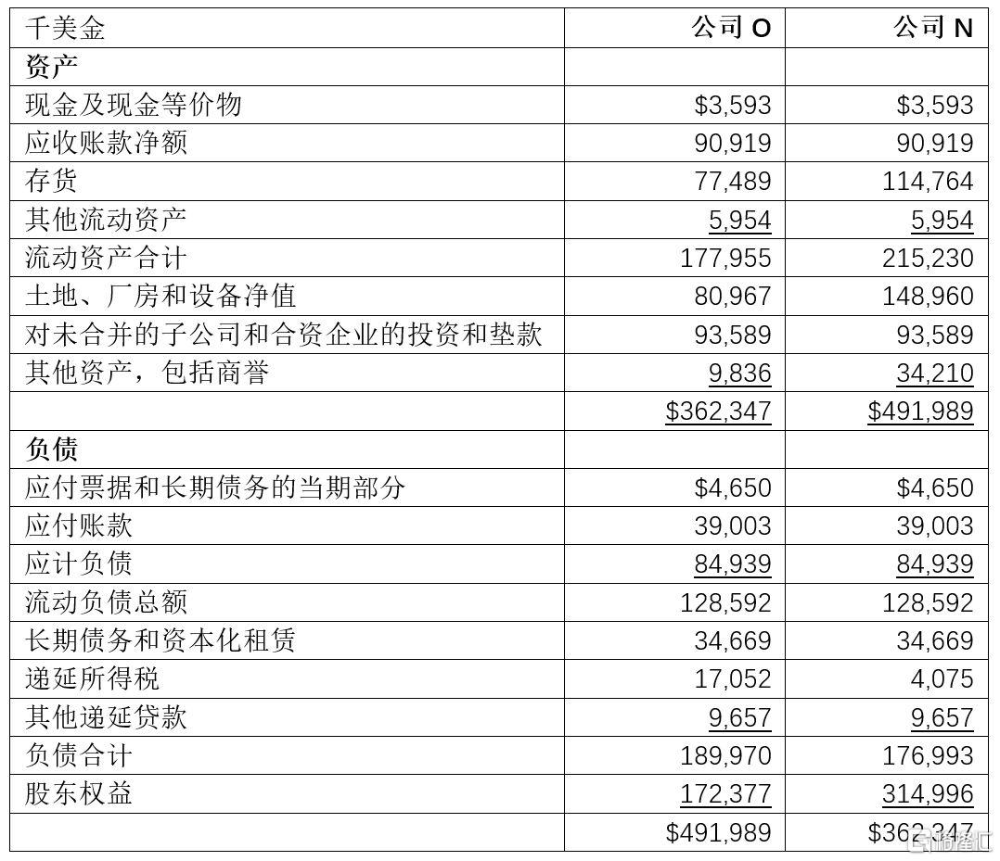 千美金 公司 O 公司 N
资产
现金及现金等价物 $3,593 $3,593
应收账款净额 90,919 90,919
存货 77,489 114,764
其他流动资产 5,954 5,954
流动资产合计 177,955 215,230
土地、厂房和设备净值 80,967 148,960
对未合并的子公司和合资企业的投资和垫款 93,589 93,589
其他资产，包括商誉 9,836 34,210
$362,347 $491,989
负债
应付票据和长期债务的当期部分 $4,650 $4,650
应付账款 39,003 39,003
应计负债 84,939 84,939
流动负债总额 128,592 128,592
长期债务和资本化租赁 34,669 34,669
递延所得税 17,052 4,075
其他递延贷款 9,657 9,657
负债合计 189,970 176,993
股东权益 172,377 314,996
$491,989 $362,347
格隆汇